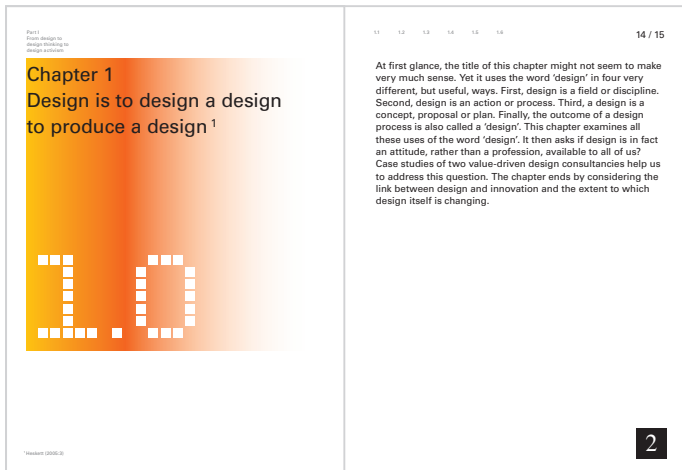 Part I
From design to
design thinking to
design activism
Chapter 1
Design is to design a design
to produce a design 1
1.0
1 Heskett (2005:3)
1.1 1.2 1.3 1.4 1.5 1.6
14 / 15
At first glance, the title of this chapter might not seem to make
very much sense. Yet it uses the word ‘design’ in four very
different, but useful, ways. First, design is a field or discipline.
Second, design is an action or process. Third, a design is a
concept, proposal or plan. Finally, the outcome of a design
process is also called a ‘design’. This chapter examines all
these uses of the word ‘design’. It then asks if design is in fact
an attitude, rather than a profession, available to all of us?
Case studies of two value-driven design consultancies help us
to address this question. The chapter ends by considering the
link between design and innovation and the extent to which
design itself is changing.
2